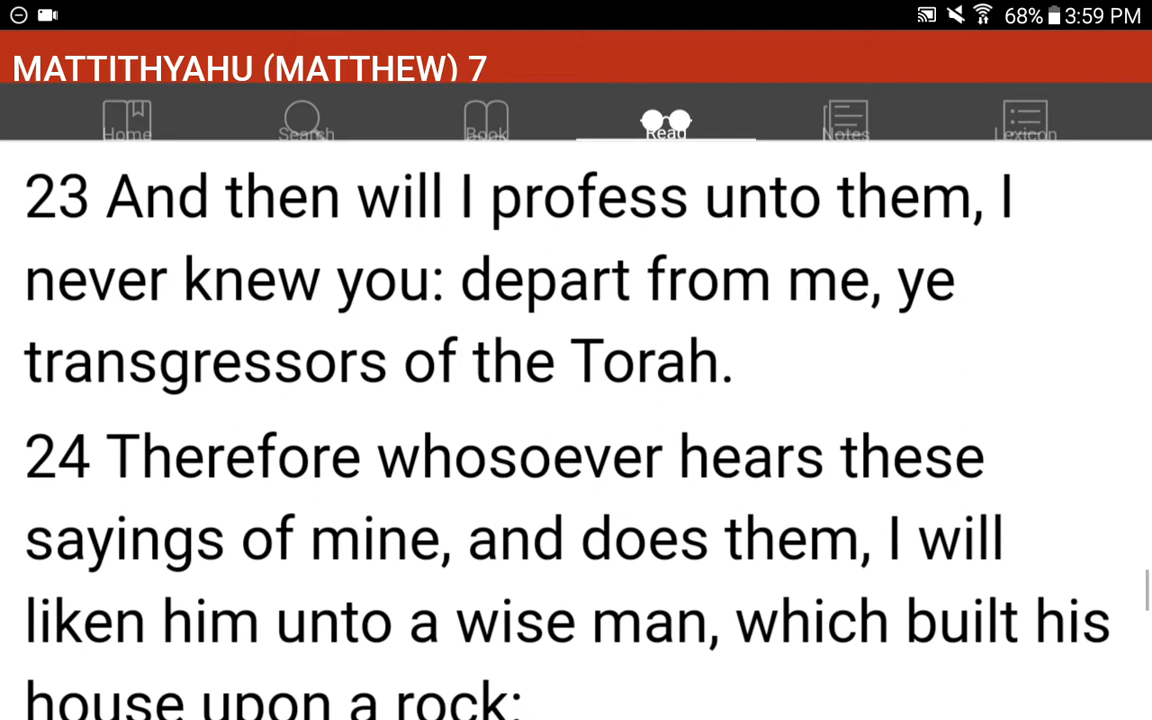 68% 3:59 PM
MATTITHYAHU (MATTHEW) 7
Home Search Book Read Notes Lexicon
23 And then will I profess unto them, I
never knew you: depart from me, ye
transgressors of the Torah.
24 Therefore whosoever hears these
sayings of mine, and does them, I will
liken him unto a wise man, which built his
house upon a rock: